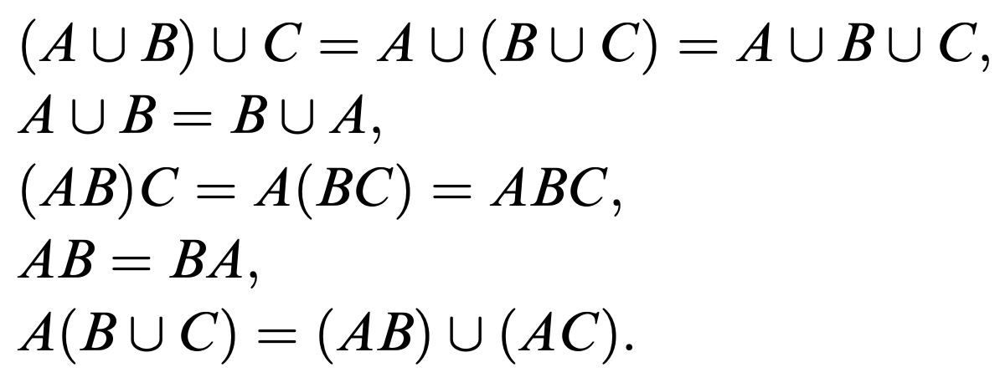 (A ∪ B) ∪ C = A ∪ (B ∪ C) = A ∪ B ∪ C,
A ∪ B = B ∪ A,
(AB)C = A(BC) = ABC,
AB = BA,
A(B ∪ C) = (AB) ∪ (AC).